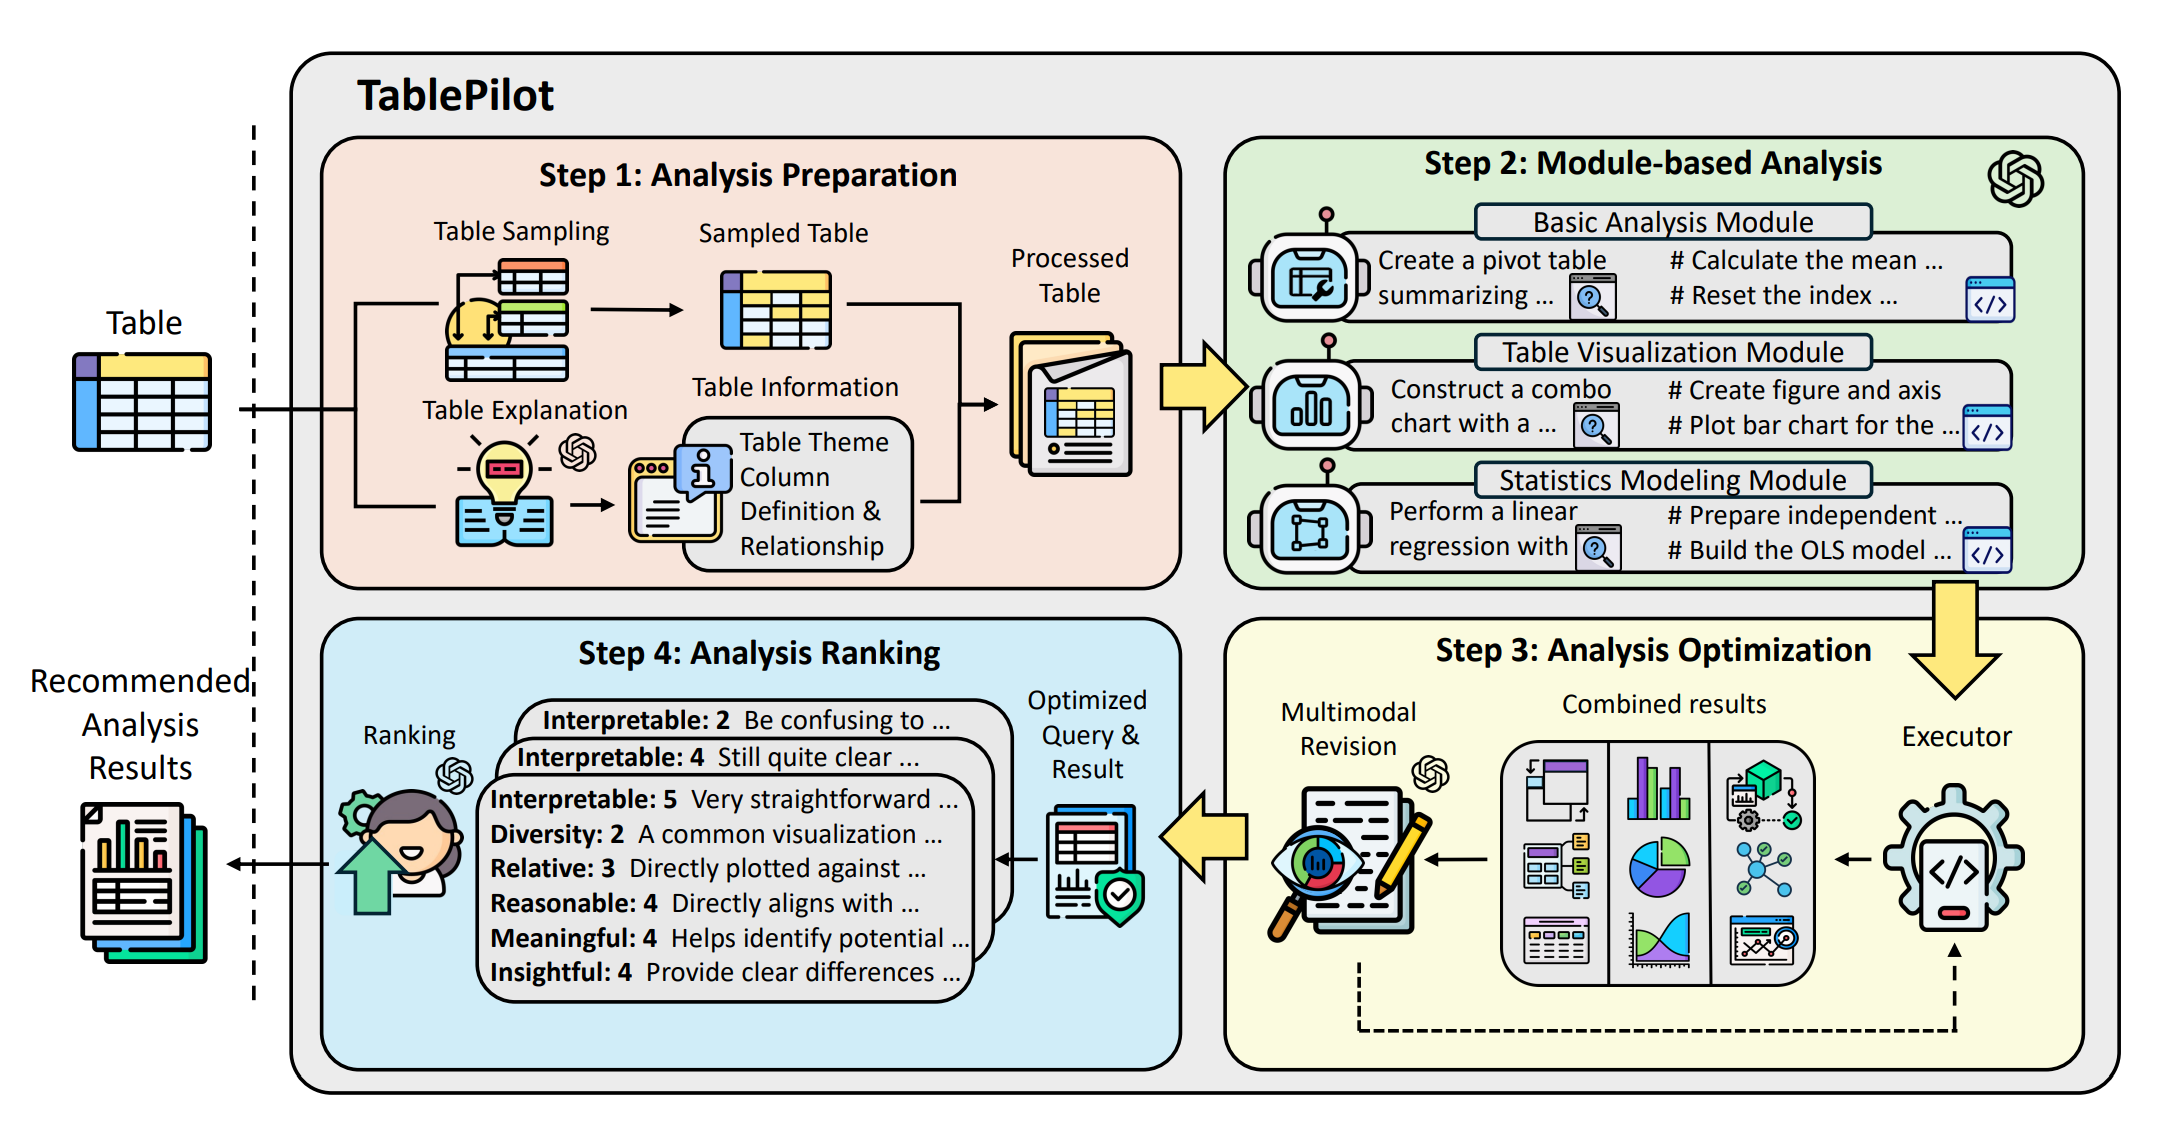 TablePilot
Table
Recommended
Analysis
Results
Step 1: Analysis Preparation
Table Sampling
Sampled Table
Processed
Table
Table Explanation
Table Information
Table Theme
Column
Definition &
Relationship
Step 2: Module-based Analysis
Basic Analysis Module
Create a pivot table
summarizing ...
# Calculate the mean ...
# Reset the index ...
</>
Table Visualization Module
Construct a combo
chart with a ...
# Create figure and axis
# Plot bar chart for the ...
</>
Statistics Modeling Module
Perform a linear
regression with
# Prepare independent ...
# Build the OLS model ...
</>
Step 3: Analysis Optimization
Executor
</>
Combined results
Multimodal
Revision
Step 4: Analysis Ranking
Optimized
Query &
Result
Interpretable: 2 Be confusing to ...
Interpretable: 4 Still quite clear ...
Interpretable: 5 Very straightforward ...
Diversity: 2 A common visualization ...
Relative: 3 Directly plotted against ...
Reasonable: 4 Directly aligns with ...
Meaningful: 4 Helps identify potential ...
Insightful: 4 Provide clear differences ...
Ranking